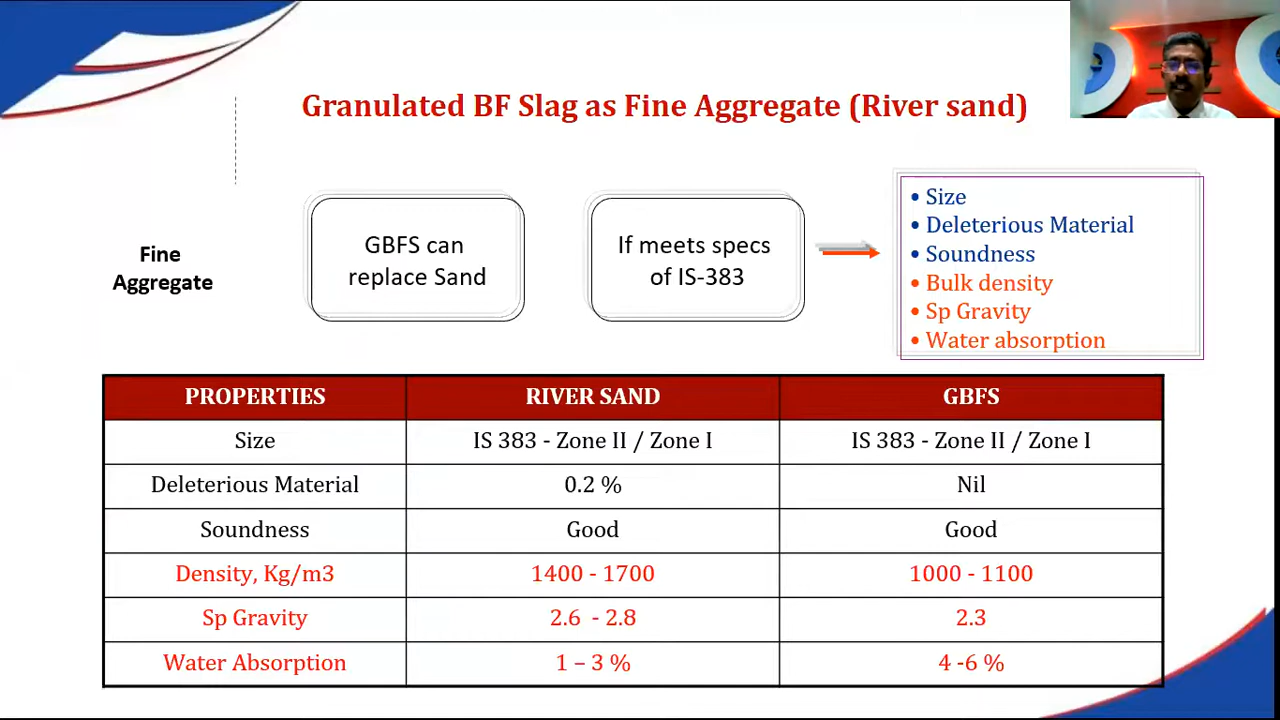 Granulated BF Slag as Fine Aggregate (River sand)
Fine
Aggregate
GBFS can
replace Sand
If meets specs
of IS-383
• Size
• Deleterious Material
• Soundness
• Bulk density
• Sp Gravity
• Water absorption
PROPERTIES RIVER SAND GBFS
Size IS 383 - Zone II / Zone I IS 383 - Zone II / Zone I
Deleterious Material 0.2 % Nil
Soundness Good Good
Density, Kg/m3 1400 - 1700 1000 - 1100
Sp Gravity 2.6 - 2.8 2.3
Water Absorption 1 – 3 % 4 -6 %